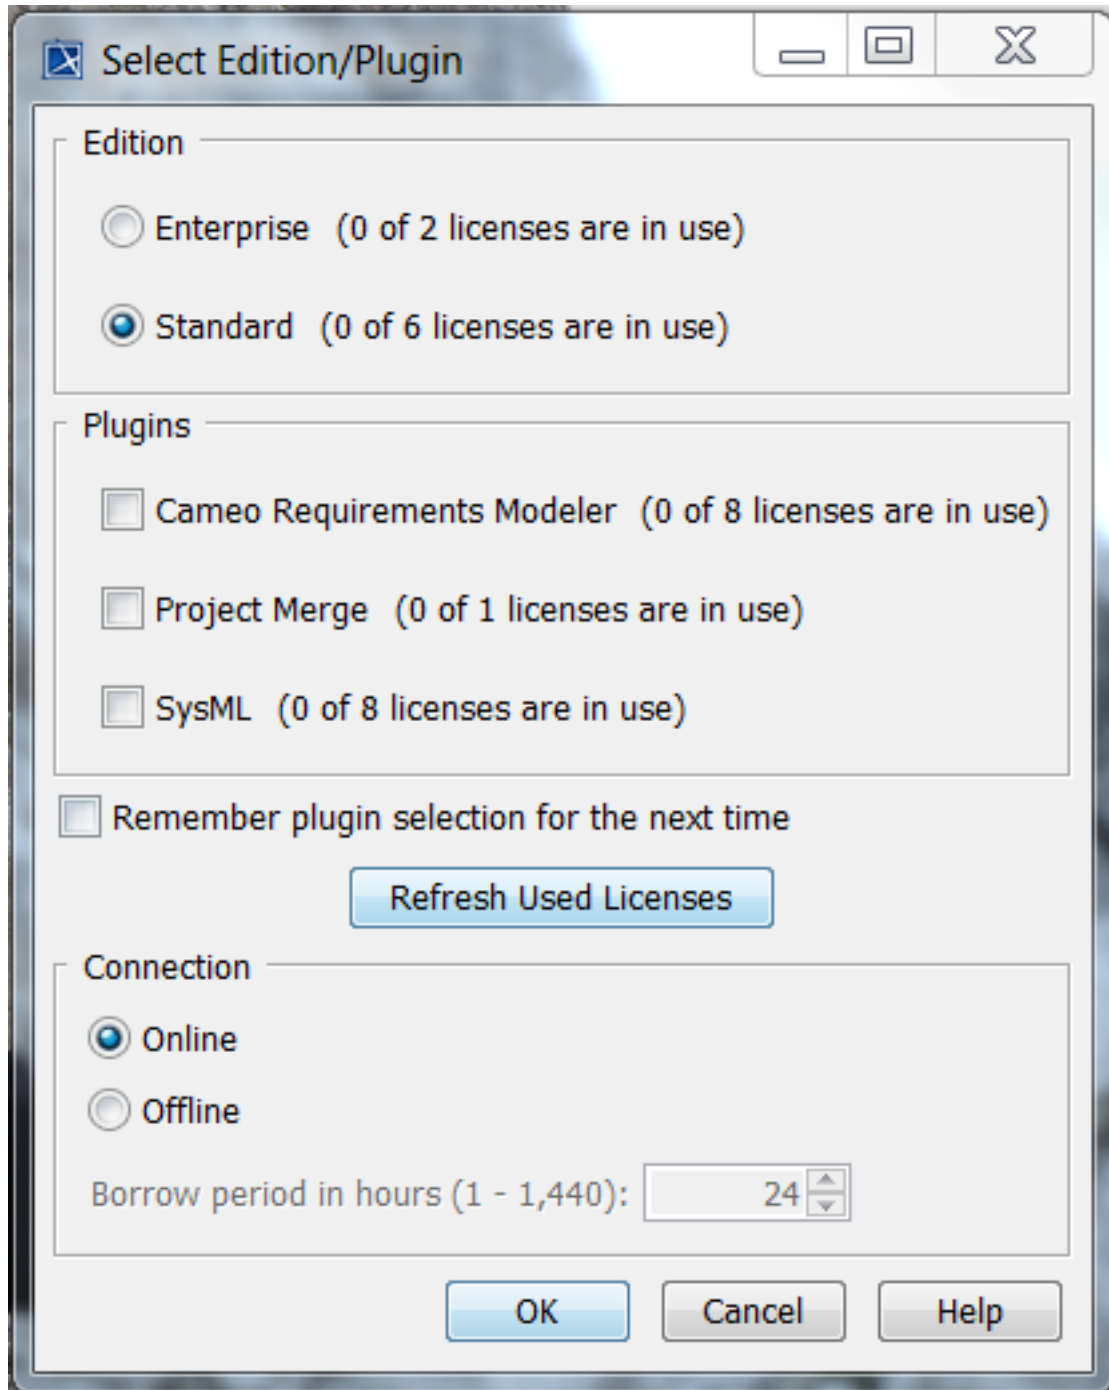 Select Edition/Plugin
Edition
Enterprise (0 of 2 licenses are in use)
Standard (0 of 6 licenses are in use)
Plugins
Cameo Requirements Modeler (0 of 8 licenses are in use)
Project Merge (0 of 1 licenses are in use)
SysML (0 of 8 licenses are in use)
Remember plugin selection for the next time
Refresh Used Licenses
Connection
Online
Offline
Borrow period in hours (1 - 1,440): 24
OK Cancel Help